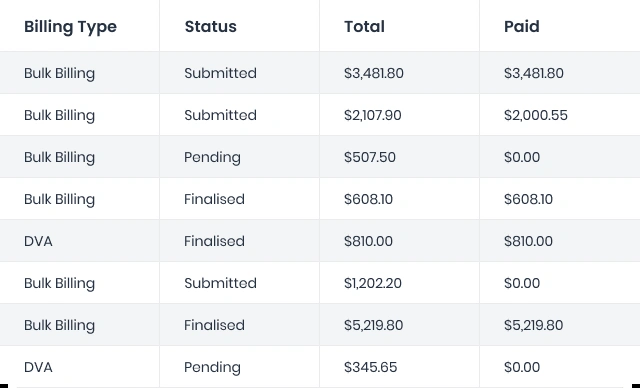 Billing Type Status Total Paid
Bulk Billing Submitted $3,481.80 $3,481.80
Bulk Billing Submitted $2,107.90 $2,000.55
Bulk Billing Pending $507.50 $0.00
Bulk Billing Finalised $608.10 $608.10
DVA Finalised $810.00 $810.00
Bulk Billing Submitted $1,202.20 $0.00
Bulk Billing Finalised $5,219.80 $5,219.80
DVA Pending $345.65 $0.00